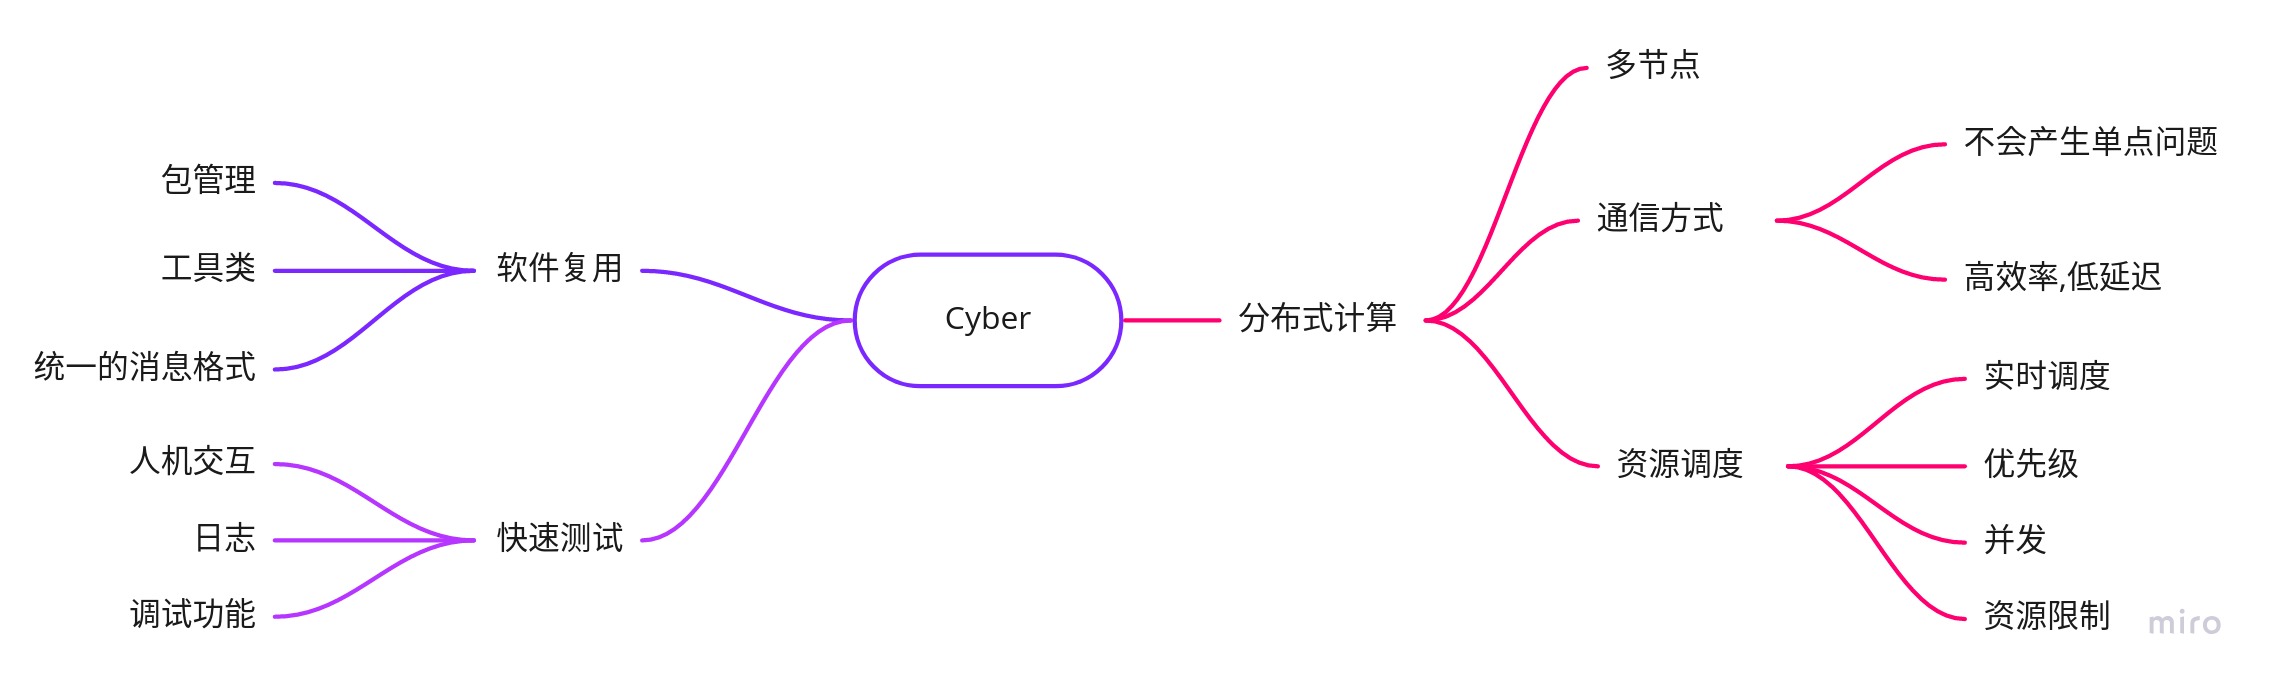 包管理
工具类
统一的消息格式
软件复用
人机交互
日志
调试功能
快速测试
Cyber
分布式计算
多节点
通信方式
不会产生单点问题
高效率,低延迟
资源调度
实时调度
优先级
并发
资源限制
miro